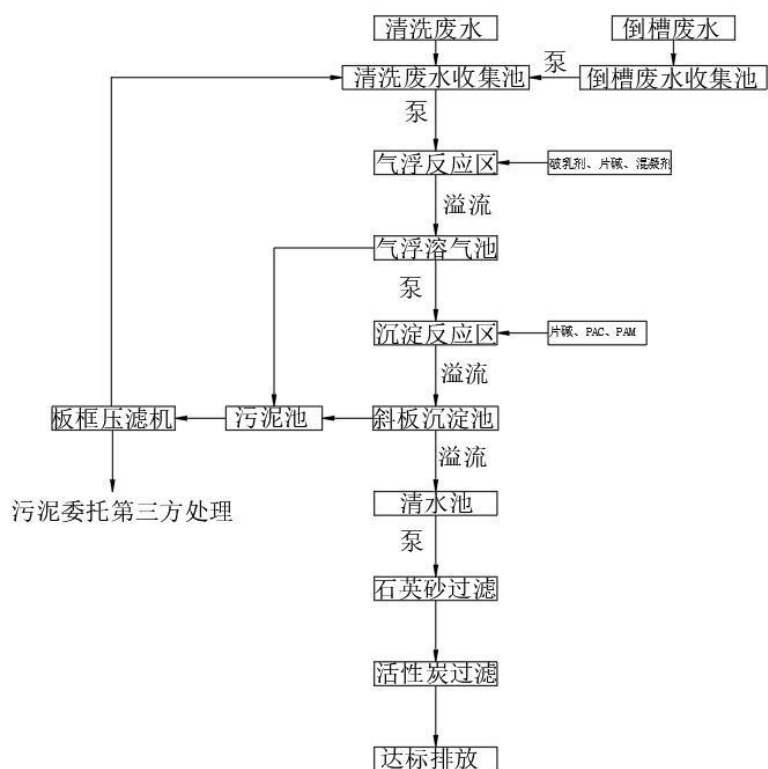 清洗废水
倒槽废水
清洗废水收集池
泵
倒槽废水收集池
泵
气浮反应区
破乳剂、片碱、混凝剂
溢流
气浮溶气池
泵
沉淀反应区
片碱、PAC、PAM
溢流
板框压滤机
污泥池
斜板沉淀池
溢流
污泥委托第三方处理
清水池
泵
石英砂过滤
活性炭过滤
达标排放